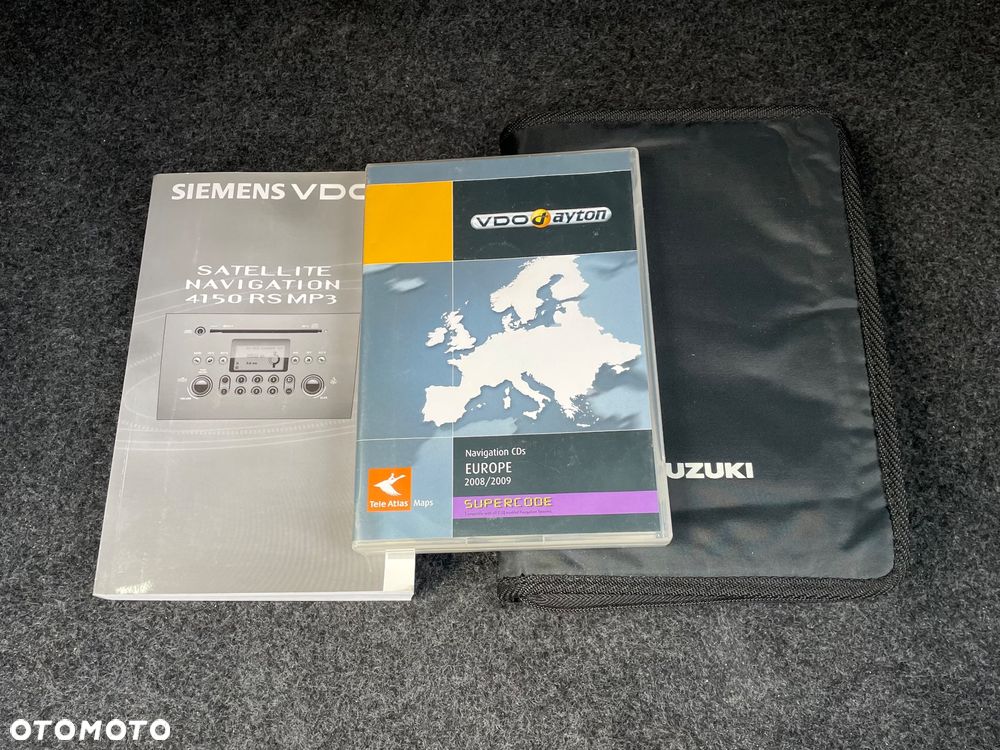 SIEMENS VDO
SATELLITE
NAVIGATION
4150 RS MP3
VDO dayton
Navigation CDs
EUROPE
2008/2009
SUPERCODE
Tele Atlas Maps
UZUKI
OTOMOTO